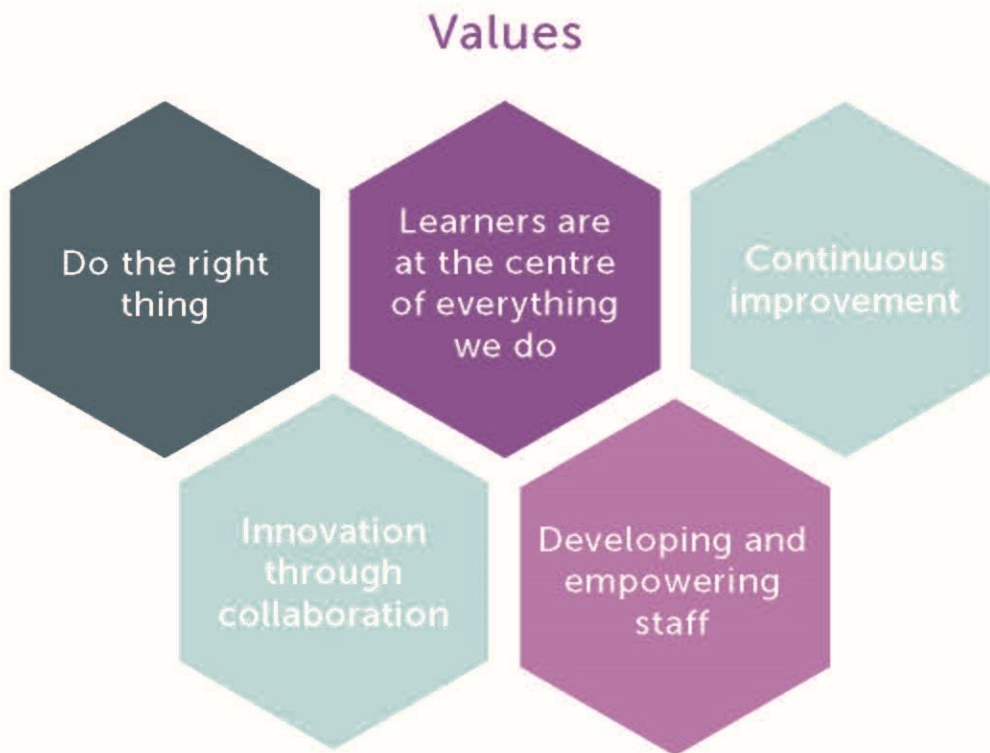 Values
Do the right
thing
Learners are
at the centre
of everything
we do
Continuous
improvement
Innovation
through
collaboration
Developing and
empowering
staff